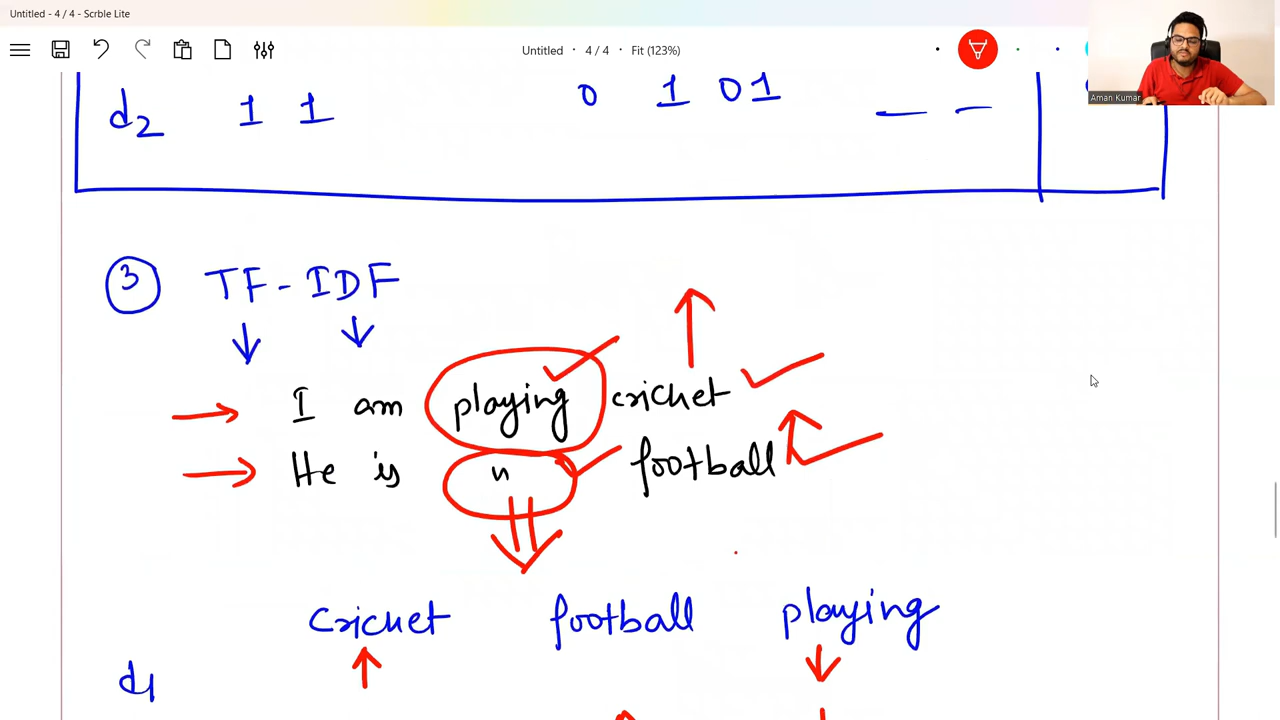 Untitled - 4 / 4 - Scrble Lite
Untitled • 4 / 4 • Fit (123%)
Aman Kumar
d2 1 1 0 1 0 1 — —
3 TF - IDF
I am playing cricket
He is " football
cricket football playing
d1